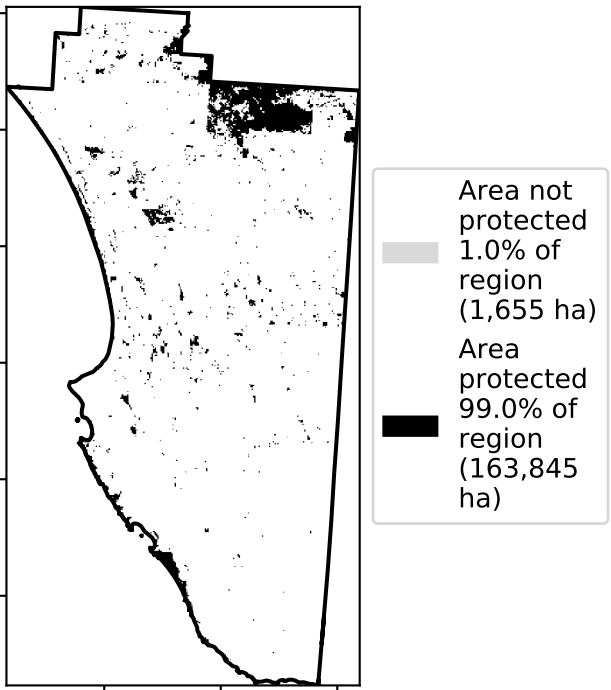 Area not
protected
1.0% of
region
(1,655 ha)
Area
protected
99.0% of
region
(163,845
ha)